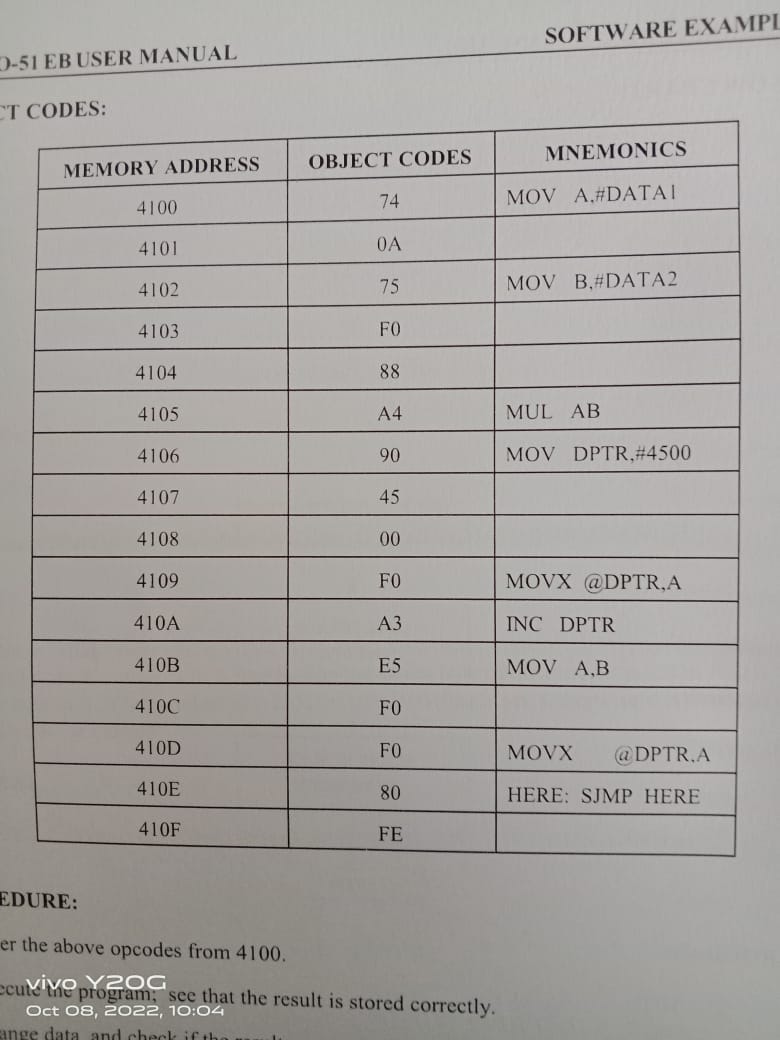 SOFTWARE EXAMPL
O-51 EB USER MANUAL
CT CODES:
MEMORY ADDRESS OBJECT CODES MNEMONICS
4100 74 MOV A,#DATA1
4101 0A
4102 75 MOV B,#DATA2
4103 F0
4104 88
4105 A4 MUL AB
4106 90 MOV DPTR,#4500
4107 45
4108 00
4109 F0 MOVX @DPTR,A
410A A3 INC DPTR
410B E5 MOV A,B
410C F0
410D F0 MOVX @DPTR,A
410E 80 HERE: SJMP HERE
410F FE
EDURE:
er the above opcodes from 4100.
vivo Y20G
ecute the program; see that the result is stored correctly.
Oct 08, 2022, 10:04
ange data and check if the